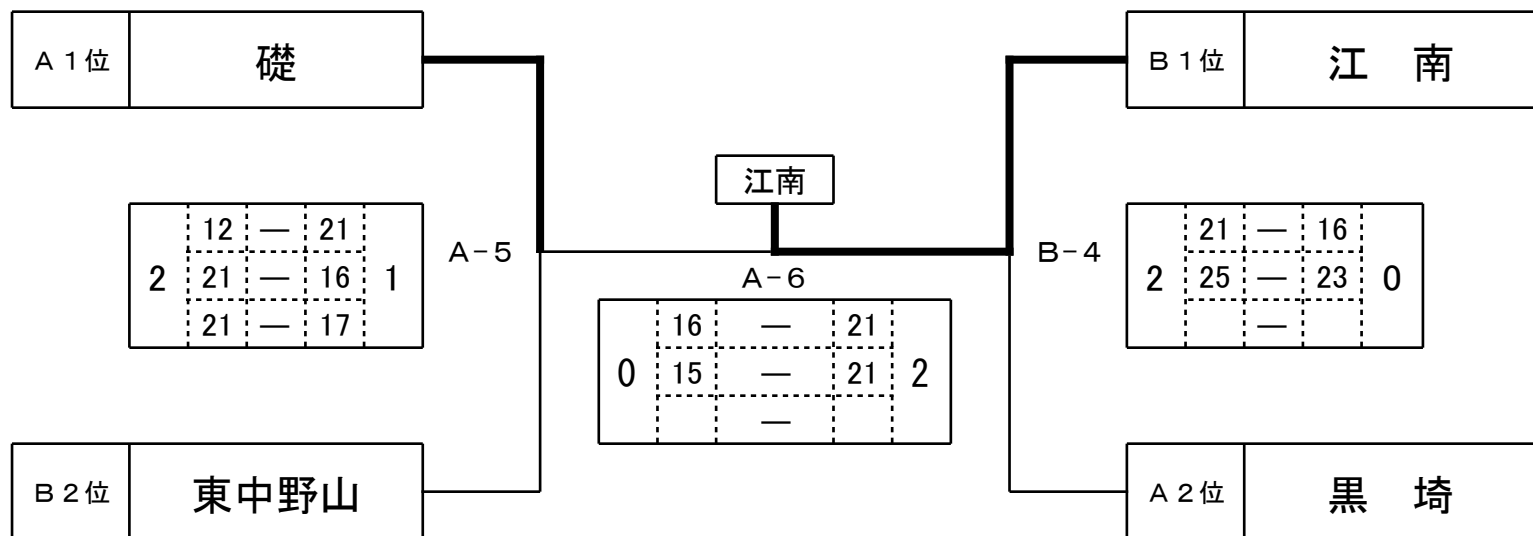 A1位 礎
B1位 江 南
江南
12 ― 21
2 21 ― 16 1
21 ― 17
A-5
A-6
16 ― 21
0 15 ― 21 2
―
B-4
21 ― 16
2 25 ― 23 0
―
B2位 東中野山
A2位 黒 埼